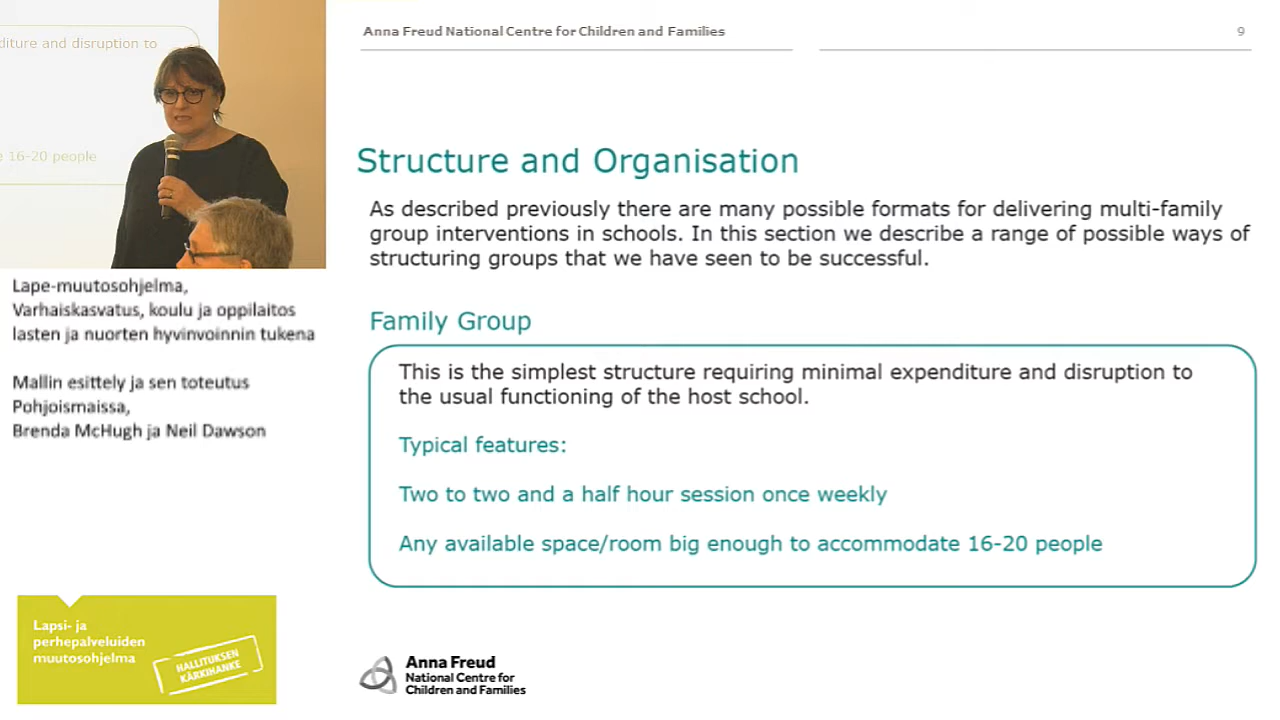 diture and disruption to
16-20 people
Lape-muutosohjelma,
Varhaiskasvatus, koulu ja oppilaitos
lasten ja nuorten hyvinvoinnin tukena
Mallin esittely ja sen toteutus
Pohjoismaissa,
Brenda McHugh ja Neil Dawson
Lapsi- ja
perhepalveluiden
muutosohjelma
HALLITUKSEN
KÄRKIHANKE
Anna Freud National Centre for Children and Families
9
Structure and Organisation
As described previously there are many possible formats for delivering multi-family
group interventions in schools. In this section we describe a range of possible ways of
structuring groups that we have seen to be successful.
Family Group
This is the simplest structure requiring minimal expenditure and disruption to
the usual functioning of the host school.
Typical features:
Two to two and a half hour session once weekly
Any available space/room big enough to accommodate 16-20 people
Anna Freud
National Centre for
Children and Families